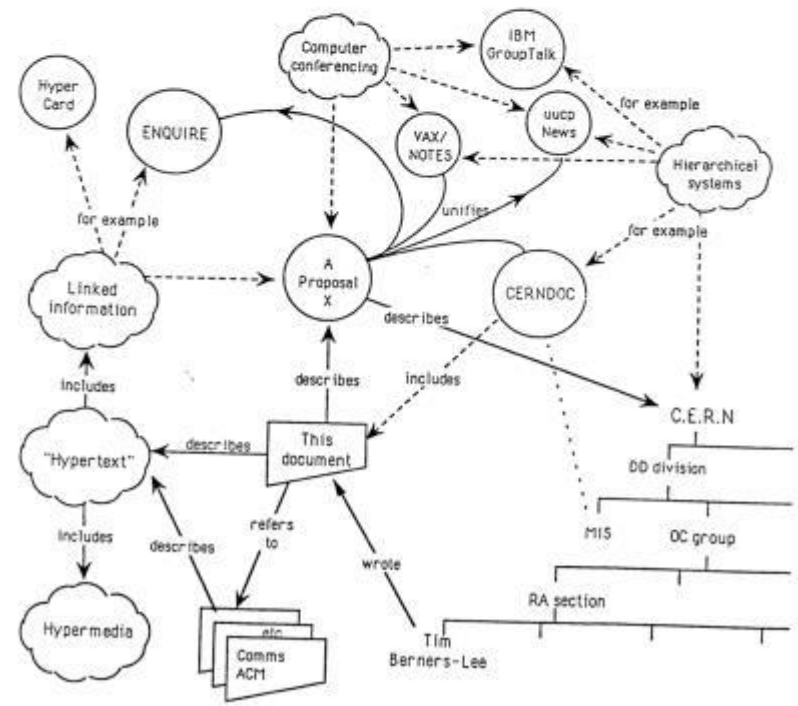 IBM
GroupTalk
Computer
conferencing
Hyper
Card
for example
ENQUIRE
uucp
News
VAX/
NOTES
Hierarchical
systems
unifies
for example
for example
A
Proposal
X
CERNDOC
Linked
information
describes
includes
describes
includes
C.E.R.N
This
document
describes
"Hypertext"
DD division
refers
to
MIS
OC group
includes
describes
wrote
RA section
Hypermedia
etc
Tim
Berners-Lee
Comms
ACM